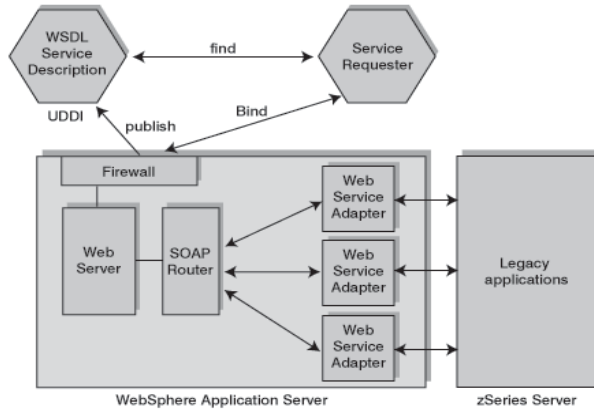 WSDL
Service
Description
find
Service
Requester
UDDI
publish
Bind
Firewall
Web
Server
SOAP
Router
Web
Service
Adapter
Web
Service
Adapter
Web
Service
Adapter
Legacy
applications
WebSphere Application Server
zSeries Server